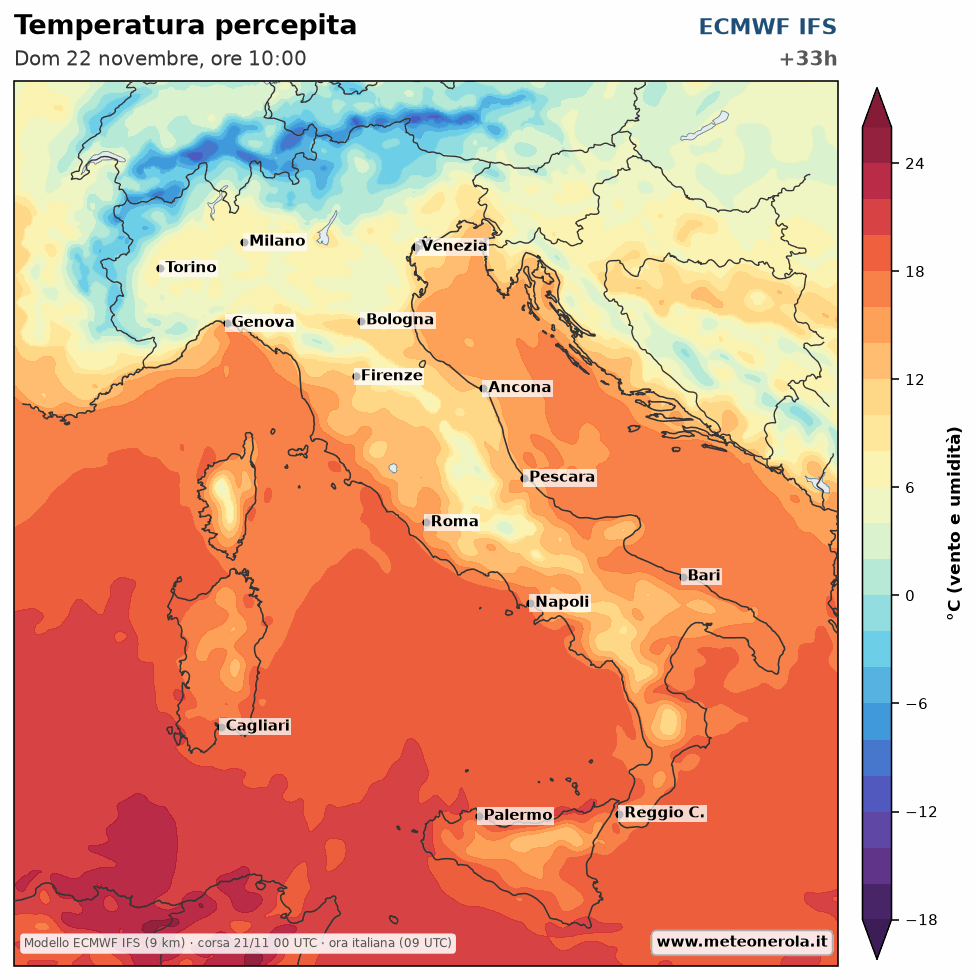 Temperatura percepita
ECMWF IFS
Dom 22 novembre, ore 10:00
+33h
Milano
Venezia
Torino
Genova
Bologna
Firenze
Ancona
Pescara
Roma
Bari
Napoli
Cagliari
Palermo
Reggio C.
24
18
12
6
0
−6
−12
−18
°C (vento e umidità)
Modello ECMWF IFS (9 km) · corsa 21/11 00 UTC · ora italiana (09 UTC)
www.meteonerola.it